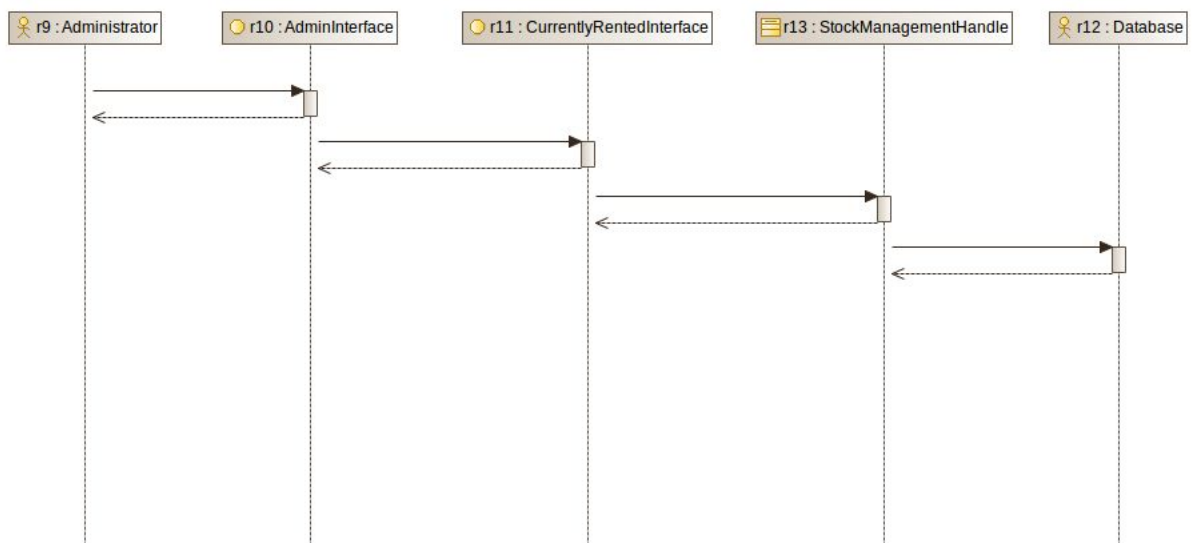 r9 : Administrator
r10 : AdminInterface
r11 : CurrentlyRentedInterface
r13 : StockManagementHandle
r12 : Database